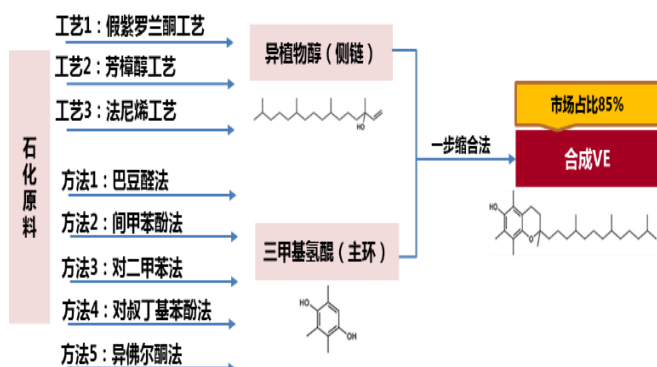 石化原料
工艺1：假紫罗兰酮工艺
工艺2：芳樟醇工艺
工艺3：法尼烯工艺
异植物醇（侧链）
HO
方法1：巴豆醛法
方法2：间甲苯酚法
方法3：对二甲苯法
方法4：对叔丁基苯酚法
方法5：异佛尔酮法
三甲基氢醌（主环）
HO
OH
一步缩合法
市场占比85%
合成VE
HO
O